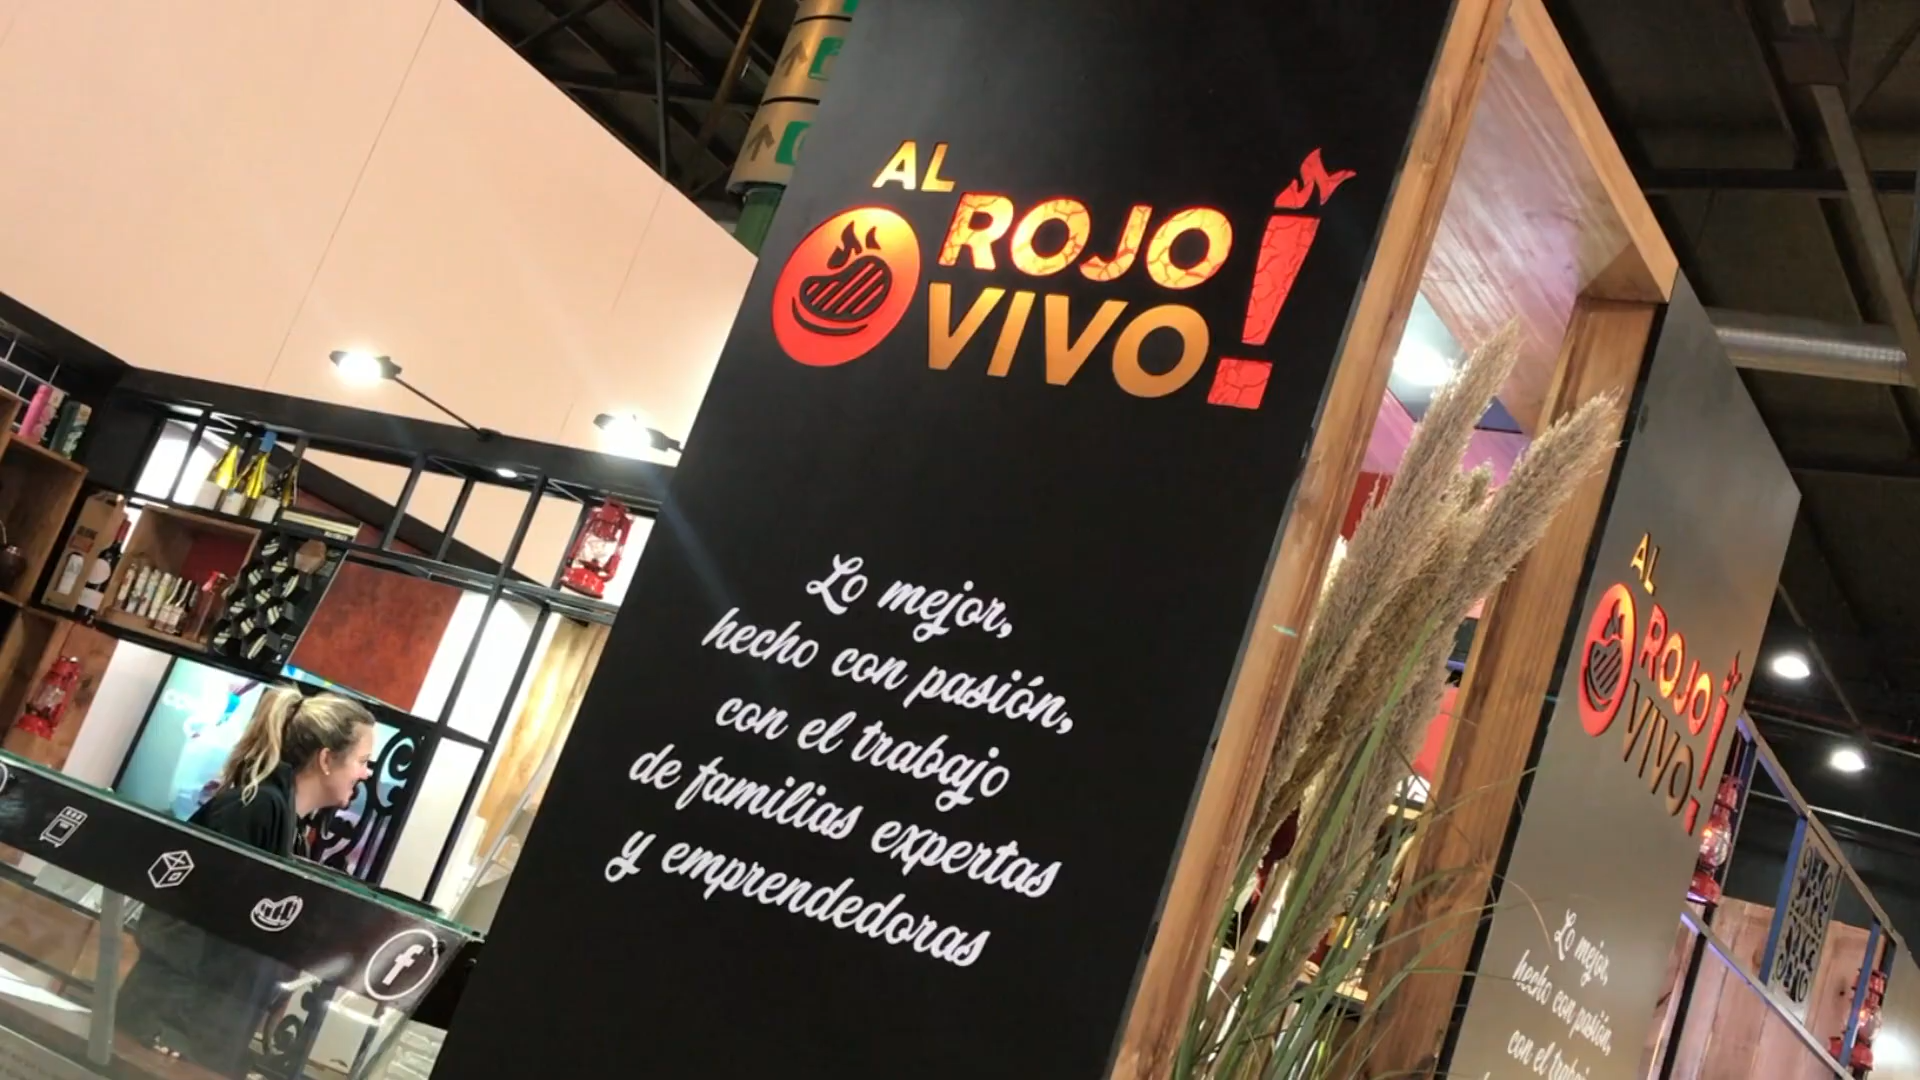 AL
ROJO
VIVO!
Lo mejor,
hecho con pasión,
con el trabajo
de familias expertas
y emprendedoras
f
AL
ROJO
VIVO!
Lo mejor,
hecho con pasión,
con el trabajo